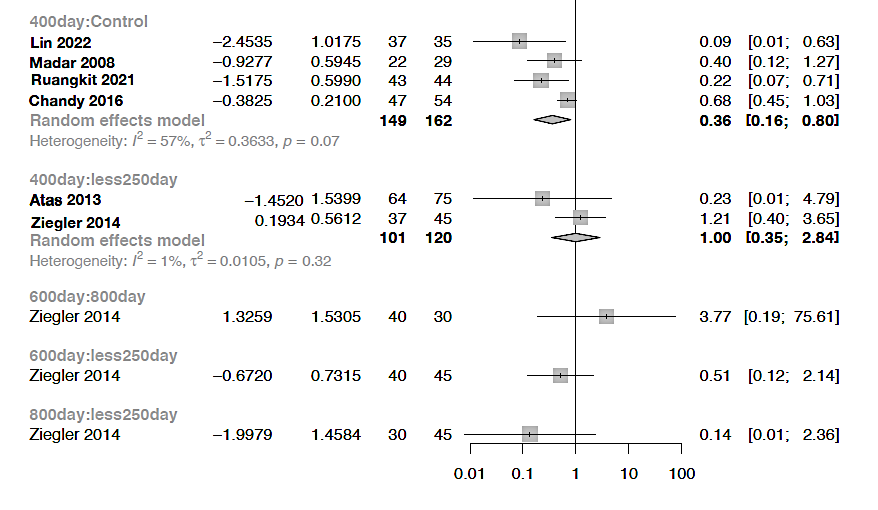 400day:Control
Lin 2022 −2.4535 1.0175 37 35 0.09 [0.01; 0.63]
Madar 2008 −0.9277 0.5945 22 29 0.40 [0.12; 1.27]
Ruangkit 2021 −1.5175 0.5990 43 44 0.22 [0.07; 0.71]
Chandy 2016 −0.3825 0.2100 47 54 0.68 [0.45; 1.03]
Random effects model 149 162 0.36 [0.16; 0.80]
Heterogeneity: I² = 57%, τ² = 0.3633, p = 0.07
400day:less250day
Atas 2013 −1.4520 1.5399 64 75 0.23 [0.01; 4.79]
Ziegler 2014 0.1934 0.5612 37 45 1.21 [0.40; 3.65]
Random effects model 101 120 1.00 [0.35; 2.84]
Heterogeneity: I² = 1%, τ² = 0.0105, p = 0.32
600day:800day
Ziegler 2014 1.3259 1.5305 40 30 3.77 [0.19; 75.61]
600day:less250day
Ziegler 2014 −0.6720 0.7315 40 45 0.51 [0.12; 2.14]
800day:less250day
Ziegler 2014 −1.9979 1.4584 30 45 0.14 [0.01; 2.36]
0.01 0.1 1 10 100